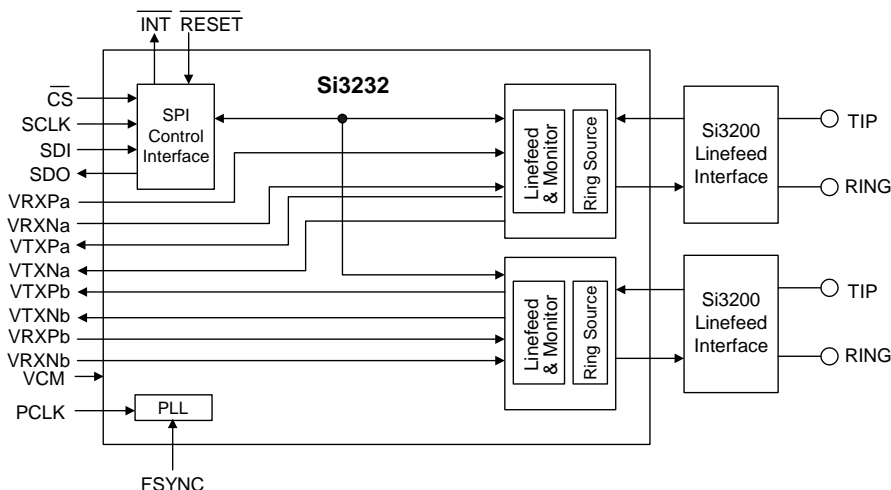 INT RESET
Si3232
CS
SCLK
SDI
SDO
SPI
Control
Interface
VRXPa
VRXNa
VTXPa
VTXNa
VTXPb
VTXNb
VRXPb
VRXNb
VCM
PCLK
PLL
FSYNC
Linefeed
& Monitor
Ring Source
Si3200
Linefeed
Interface
TIP
RING
Linefeed
& Monitor
Ring Source
Si3200
Linefeed
Interface
TIP
RING